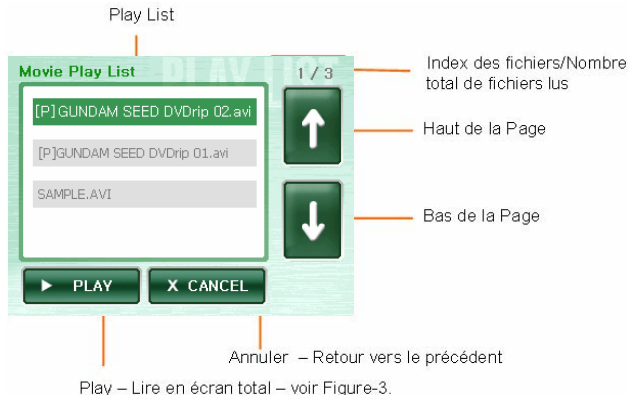 Play List
PLAY LIST
Movie Play List
1 / 3
Index des fichiers/Nombre
total de fichiers lus
[P]GUNDAM SEED DVDrip 02.avi
Haut de la Page
[P]GUNDAM SEED DVDrip 01.avi
SAMPLE.AVI
Bas de la Page
PLAY
X CANCEL
Annuler – Retour vers le précédent
Play – Lire en écran total – voir Figure-3.